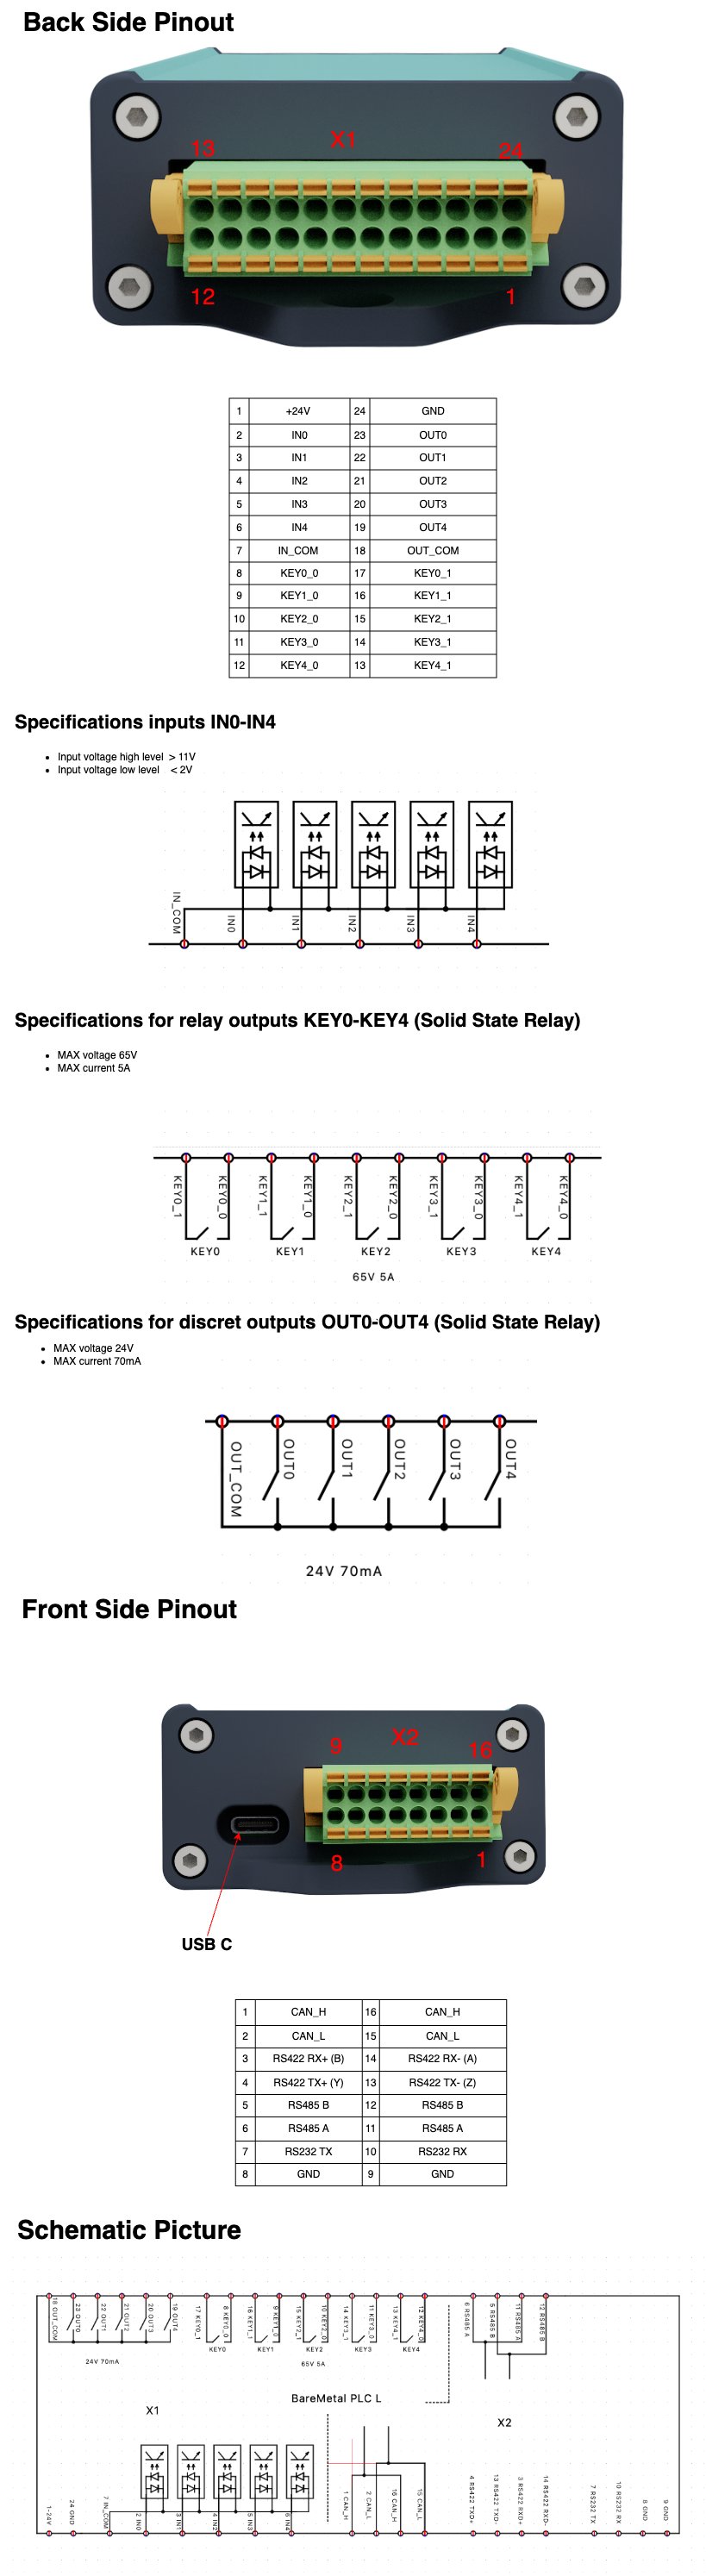 Back Side Pinout
13 X1 24
12 1
1 +24V 24 GND
2 IN0 23 OUT0
3 IN1 22 OUT1
4 IN2 21 OUT2
5 IN3 20 OUT3
6 IN4 19 OUT4
7 IN_COM 18 OUT_COM
8 KEY0_0 17 KEY0_1
9 KEY1_0 16 KEY1_1
10 KEY2_0 15 KEY2_1
11 KEY3_0 14 KEY3_1
12 KEY4_0 13 KEY4_1
Specifications inputs IN0-IN4
• Input voltage high level > 11V
• Input voltage low level < 2V
IN_COM IN0 IN1 IN2 IN3 IN4
Specifications for relay outputs KEY0-KEY4 (Solid State Relay)
• MAX voltage 65V
• MAX current 5A
KEY0_1 KEY0_0 KEY1_1 KEY1_0 KEY2_1 KEY2_0 KEY3_1 KEY3_0 KEY4_1 KEY4_0
KEY0 KEY1 KEY2 KEY3 KEY4
65V 5A
Specifications for discret outputs OUT0-OUT4 (Solid State Relay)
• MAX voltage 24V
• MAX current 70mA
OUT_COM OUT0 OUT1 OUT2 OUT3 OUT4
24V 70mA
Front Side Pinout
9 X2 16
8 1
USB C
1 CAN_H 16 CAN_H
2 CAN_L 15 CAN_L
3 RS422 RX+ (B) 14 RS422 RX- (A)
4 RS422 TX+ (Y) 13 RS422 TX- (Z)
5 RS485 B 12 RS485 B
6 RS485 A 11 RS485 A
7 RS232 TX 10 RS232 RX
8 GND 9 GND
Schematic Picture
18 OUT_COM 23 OUT0 22 OUT1 21 OUT2 20 OUT3 19 OUT4 17 KEY0_1 8 KEY0_0 16 KEY1_1 9 KEY1_0 15 KEY2_1 10 KEY2_0 14 KEY3_1 11 KEY3_0 13 KEY4_1 12 KEY4_0 6 RS485 A 5 RS485 B 11 RS485 A 12 RS485 B
KEY0 KEY1 KEY2 KEY3 KEY4
24V 70mA 65V 5A
BareMetal PLC L
X1 X2
1-24V 24 GND 7 IN_COM 2 IN0 3 IN1 4 IN2 5 IN3 6 IN4 1 CAN_H 2 CAN_L 16 CAN_H 15 CAN_L 4 RS422 TXD+ 13 RS422 TXD- 3 RS422 RXD+ 14 RS422 RXD- 7 RS232 TX 10 RS232 RX 8 GND 9 GND